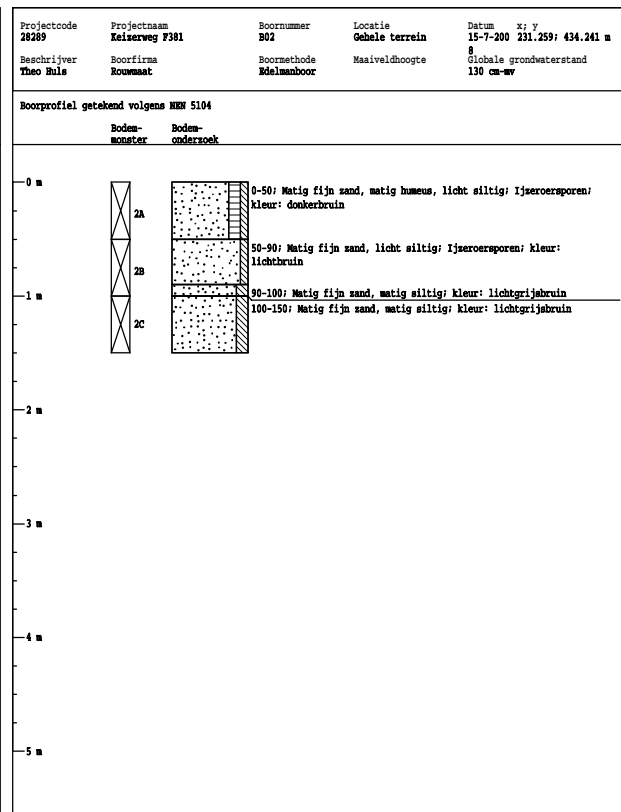 Projectcode Projectnaam Boornummer Locatie Datum x; y
28289 Keizerweg F381 B02 Gehele terrein 15-7-200 231.259; 434.241 m
8
Beschrijver Boorfirma Boormethode Maaiveldhoogte Globale grondwaterstand
Theo Huls Rouwmaat Edelmanboor 130 cm-mv
Boorprofiel getekend volgens NEN 5104
Bodem- Bodem-
monster onderzoek
0 m
0-50; Matig fijn zand, matig humeus, licht siltig; Ijzeroersporen;
kleur: donkerbruin
2A
50-90; Matig fijn zand, licht siltig; Ijzeroersporen; kleur:
lichtbruin
2B
90-100; Matig fijn zand, matig siltig; kleur: lichtgrijsbruin
1 m
100-150; Matig fijn zand, matig siltig; kleur: lichtgrijsbruin
2C
2 m
3 m
4 m
5 m